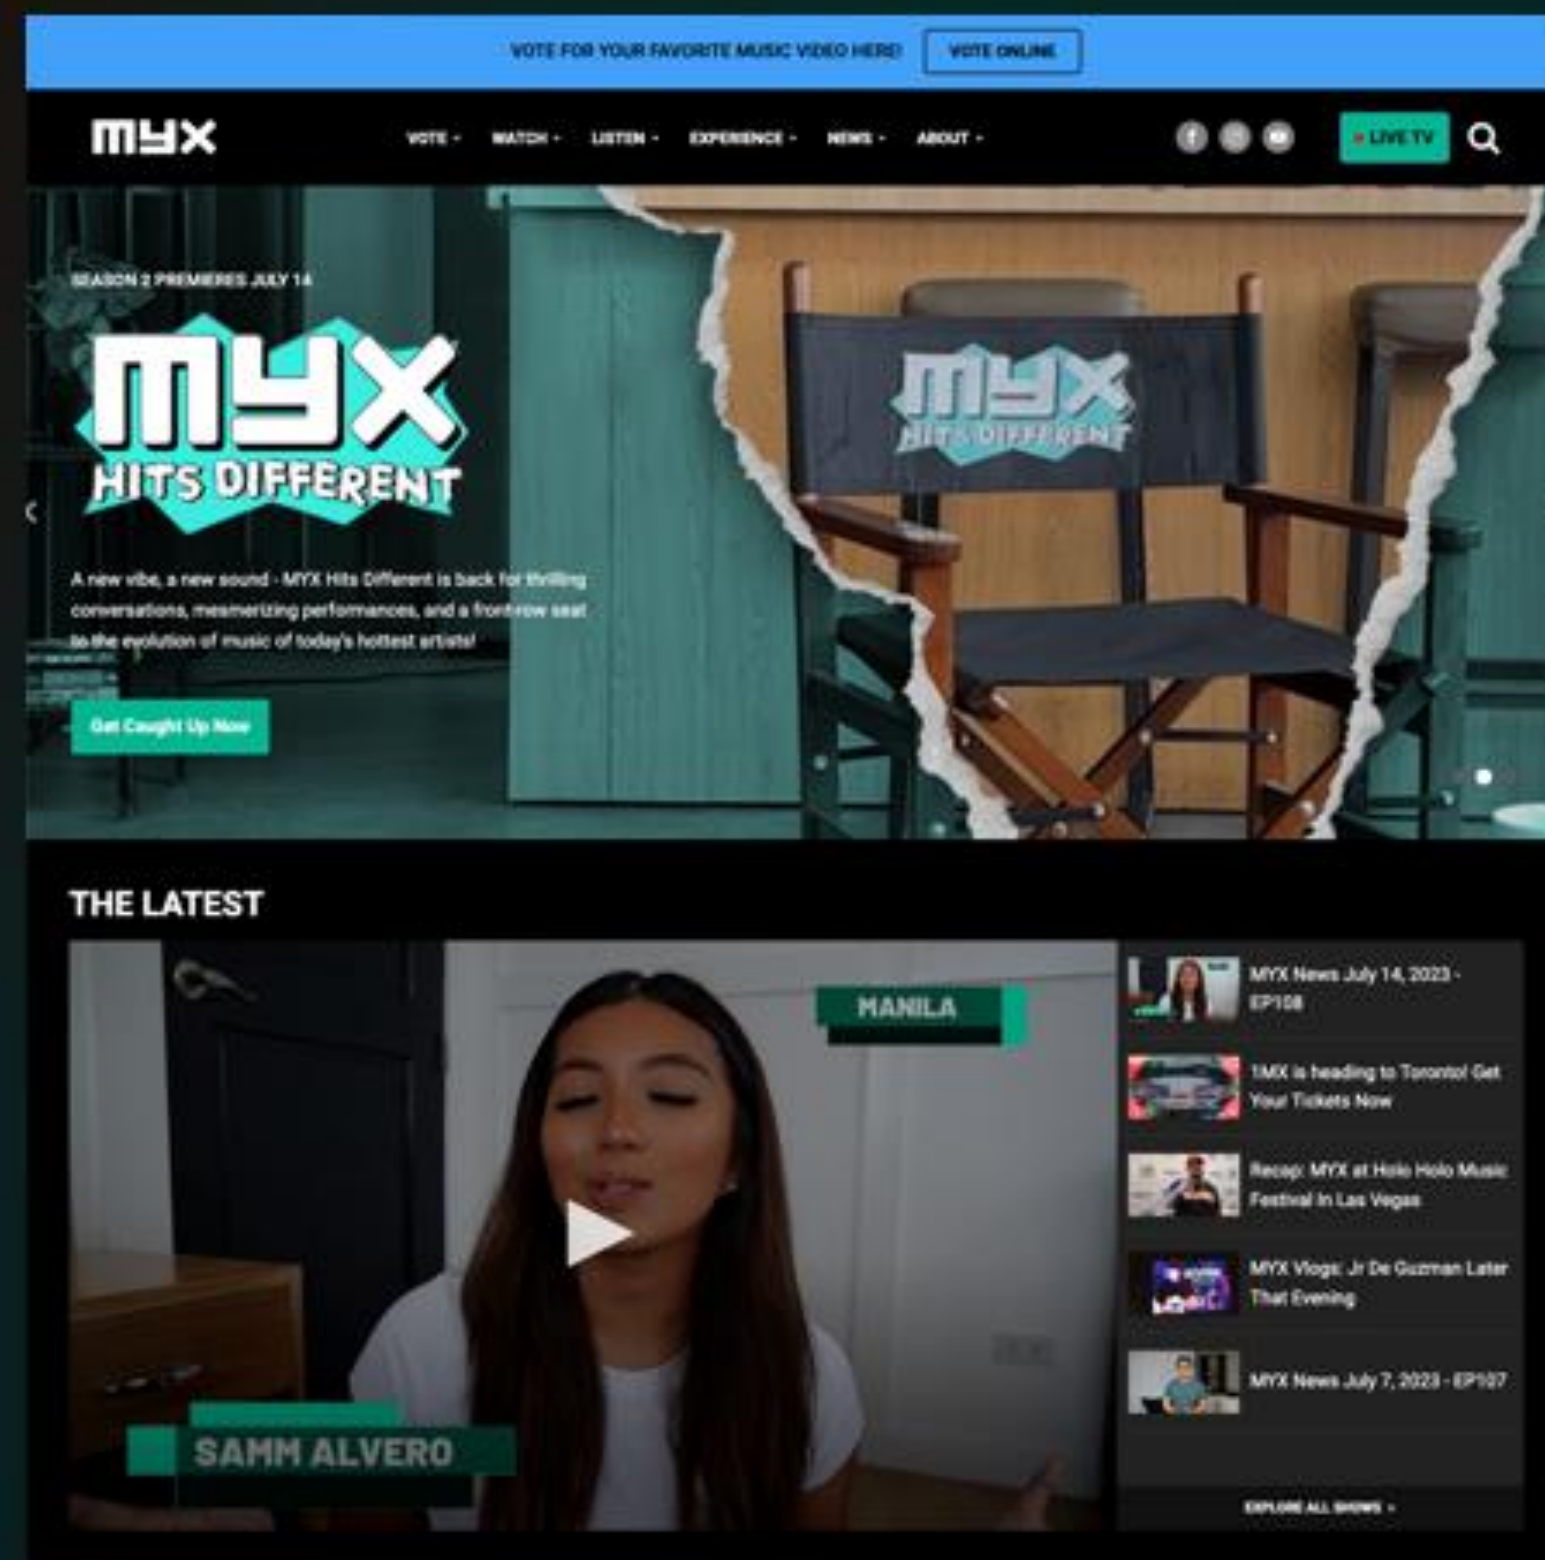 VOTE FOR YOUR FAVORITE MUSIC VIDEO HERE!
VOTE ONLINE
MYX
VOTE
WATCH
LISTEN
EXPERIENCE
NEWS
ABOUT
LIVE TV
SEASON 2 PREMIERES JULY 14
MYX
HITS DIFFERENT
A new vibe, a new sound - MYX Hits Different is back for thrilling
conversations, mesmerizing performances, and a front-row seat
to the evolution of music of today's hottest artists!
Get Caught Up Now
MYX
HITS DIFFERENT
THE LATEST
MANILA
SAMM ALVERO
MYX News July 14, 2023 -
EP108
1MX is heading to Toronto! Get
Your Tickets Now
Recap: MYX at Holo Holo Music
Festival in Las Vegas
MYX Vlogs: Jr De Guzman Later
That Evening
MYX News July 7, 2023 - EP107
EXPLORE ALL SHOWS